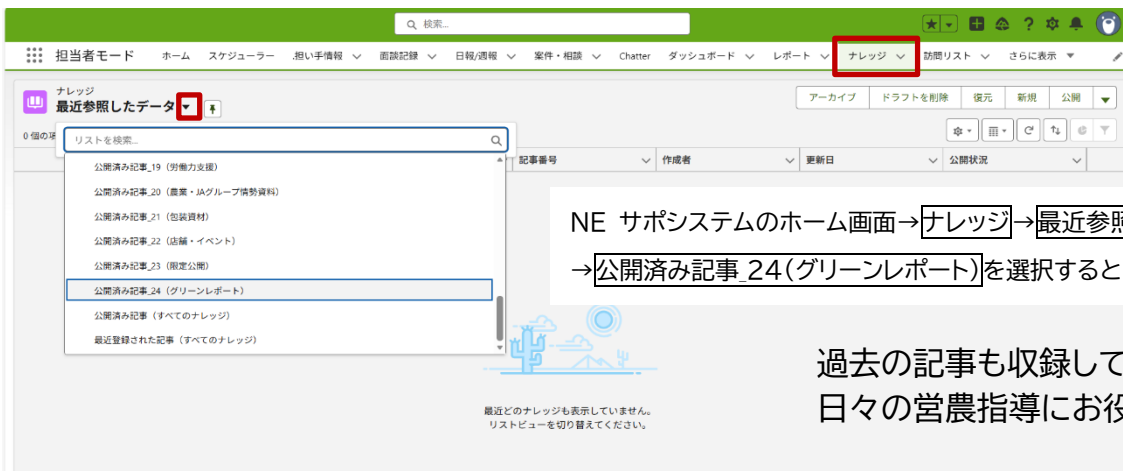 検索...
担当者モード ホーム スケジューラー .担い手情報 面談記録 日報/週報 案件・相談 Chatter ダッシュボード レポート ナレッジ 訪問リスト さらに表示
ナレッジ
最近参照したデータ
アーカイブ ドラフトを削除 復元 新規 公開
0 個の項
リストを検索...
記事番号 作成者 更新日 公開状況
公開済み記事_19（労働力支援）
公開済み記事_20（農業・JAグループ情勢資料）
公開済み記事_21（包装資材）
公開済み記事_22（店舗・イベント）
公開済み記事_23（限定公開）
公開済み記事_24（グリーンレポート）
公開済み記事（すべてのナレッジ）
最近登録された記事（すべてのナレッジ）
NE サポシステムのホーム画面→ナレッジ→最近参照
→公開済み記事_24(グリーンレポート)を選択すると
過去の記事も収録して
日々の営農指導にお役
最近どのナレッジも表示していません。
リストビューを切り替えてください。